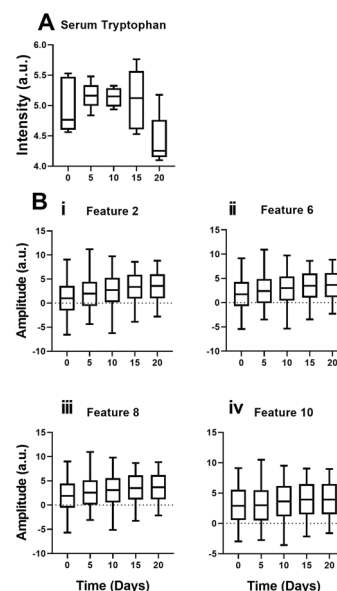 A Serum Tryptophan
Intensity (a.u.)
6.0
5.5
5.0
4.5
4.0
0 5 10 15 20
B i Feature 2
Amplitude (a.u.)
15
10
5
0
-5
-10
0 5 10 15 20
ii Feature 6
15
10
5
0
-5
-10
0 5 10 15 20
iii Feature 8
Amplitude (a.u.)
15
10
5
0
-5
-10
0 5 10 15 20
Time (Days)
iv Feature 10
15
10
5
0
-5
0 5 10 15 20
Time (Days)